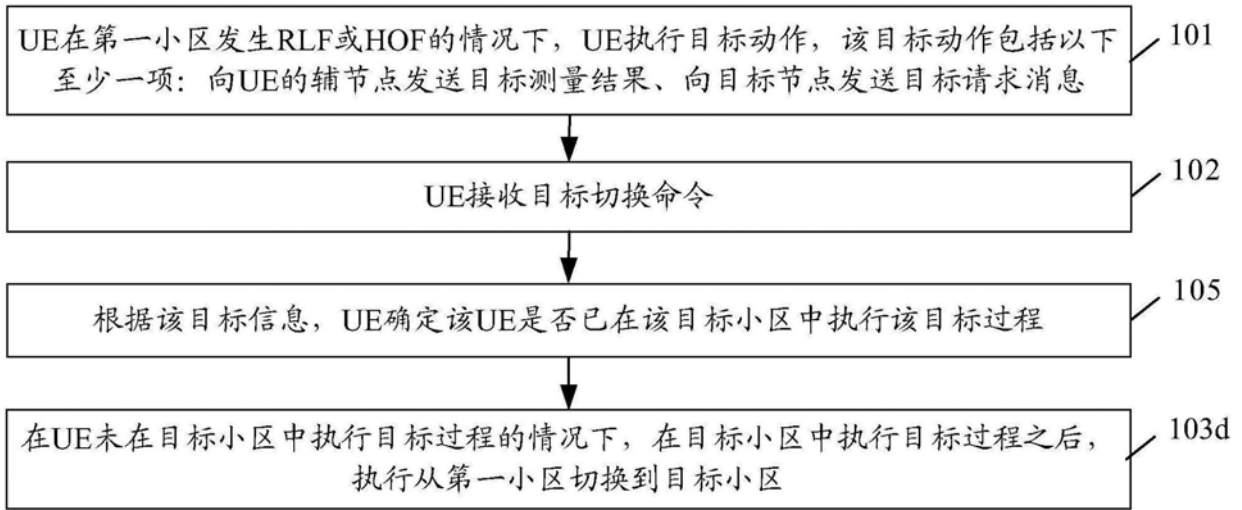 UE在第一小区发生RLF或HOF的情况下，UE执行目标动作，该目标动作包括以下
至少一项：向UE的辅节点发送目标测量结果、向目标节点发送目标请求消息
101
UE接收目标切换命令
102
根据该目标信息，UE确定该UE是否已在该目标小区中执行该目标过程
105
在UE未在目标小区中执行目标过程的情况下，在目标小区中执行目标过程之后，
执行从第一小区切换到目标小区
103d